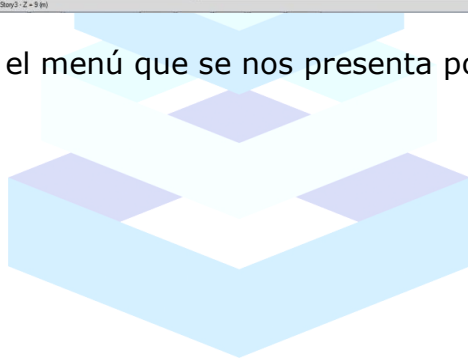 Story3 - Z = 9 (m)
el menú que se nos presenta po